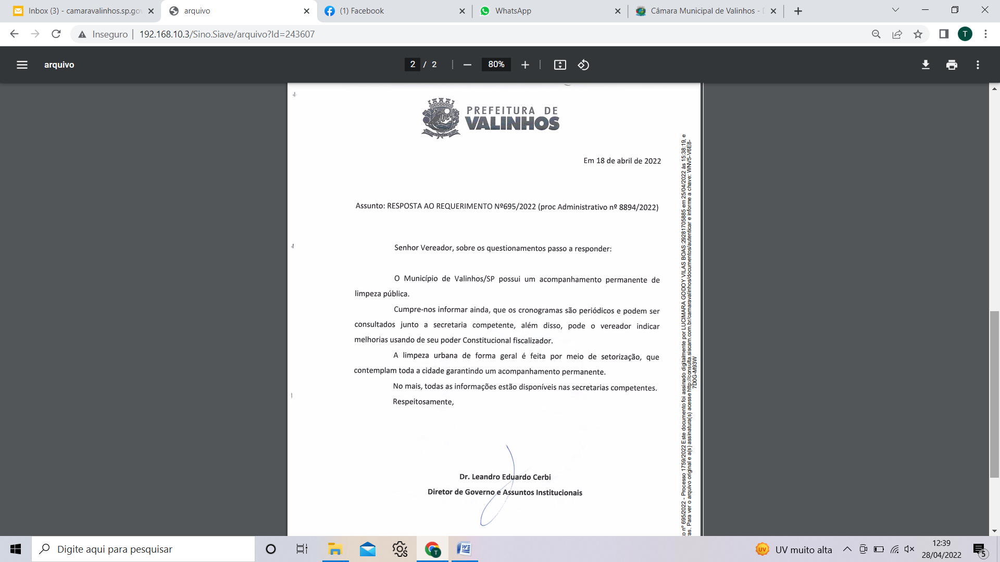 Inbox (3) - camaravalinhos.sp.gov
arquivo
(1) Facebook
WhatsApp
Câmara Municipal de Valinhos -
Inseguro
192.168.10.3/Sino.Siave/arquivo?Id=243607
T
arquivo
2 / 2
80%
PREFEITURA DE
VALINHOS
Em 18 de abril de 2022
Assunto: RESPOSTA AO REQUERIMENTO Nº695/2022 (proc Administrativo nº 8894/2022)
Senhor Vereador, sobre os questionamentos passo a responder:
O Município de Valinhos/SP possui um acompanhamento permanente de
limpeza pública.
Cumpre-nos informar ainda, que os cronogramas são periódicos e podem ser
consultados junto a secretaria competente, além disso, pode o vereador indicar
melhorias usando de seu poder Constitucional fiscalizador.
A limpeza urbana de forma geral é feita por meio de setorização, que
contemplam toda a cidade garantindo um acompanhamento permanente.
No mais, todas as informações estão disponíveis nas secretarias competentes.
Respeitosamente,
Dr. Leandro Eduardo Cerbi
Diretor de Governo e Assuntos Institucionais
nº 695/2022 - Processo 1759/2022 Este documento foi assinado digitalmente por LUCIMARA GODOY VILAS BOAS:29281705885 em 25/04/2022 às 15:38:19, e
Para ver o arquivo original e a(s) assinatura(s) acesse http://consulta.siscam.com.br/camaravalinhos/documentos/autenticar e informe a chave: WNV5-V6E8-
7D0G-M93W
Digite aqui para pesquisar
UV
UV muito alta
12:39
28/04/2022
5